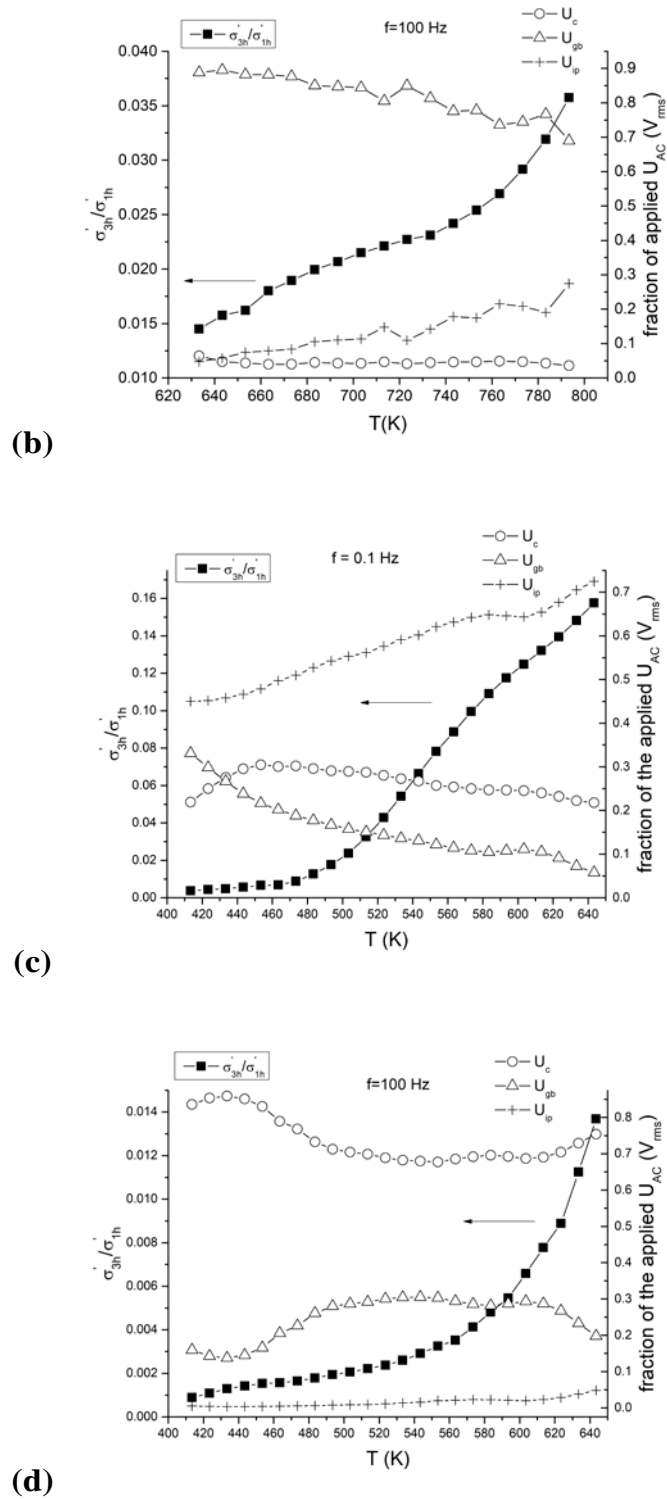 σ'3h/σ'1h
f=100 Hz
Uc
Ugb
Uip
0.040
0.035
0.030
0.025
0.020
0.015
0.010
σ'3h/σ'1h
0.9
0.8
0.7
0.6
0.5
0.4
0.3
0.2
0.1
0.0
fraction of applied UAC (Vrms)
620 640 660 680 700 720 740 760 780 800
T(K)
(b)
σ'3h/σ'1h
f = 0.1 Hz
Uc
Ugb
Uip
0.16
0.14
0.12
0.10
0.08
0.06
0.04
0.02
0.00
σ'3h/σ'1h
0.7
0.6
0.5
0.4
0.3
0.2
0.1
0.0
fraction of the applied UAC (Vrms)
400 420 440 460 480 500 520 540 560 580 600 620 640
T (K)
(c)
σ'3h/σ'1h
f=100 Hz
Uc
Ugb
Uip
0.014
0.012
0.010
0.008
0.006
0.004
0.002
0.000
σ'3h/σ'1h
0.8
0.7
0.6
0.5
0.4
0.3
0.2
0.1
0.0
fraction of the applied UAC (Vrms)
400 420 440 460 480 500 520 540 560 580 600 620 640
T (K)
(d)